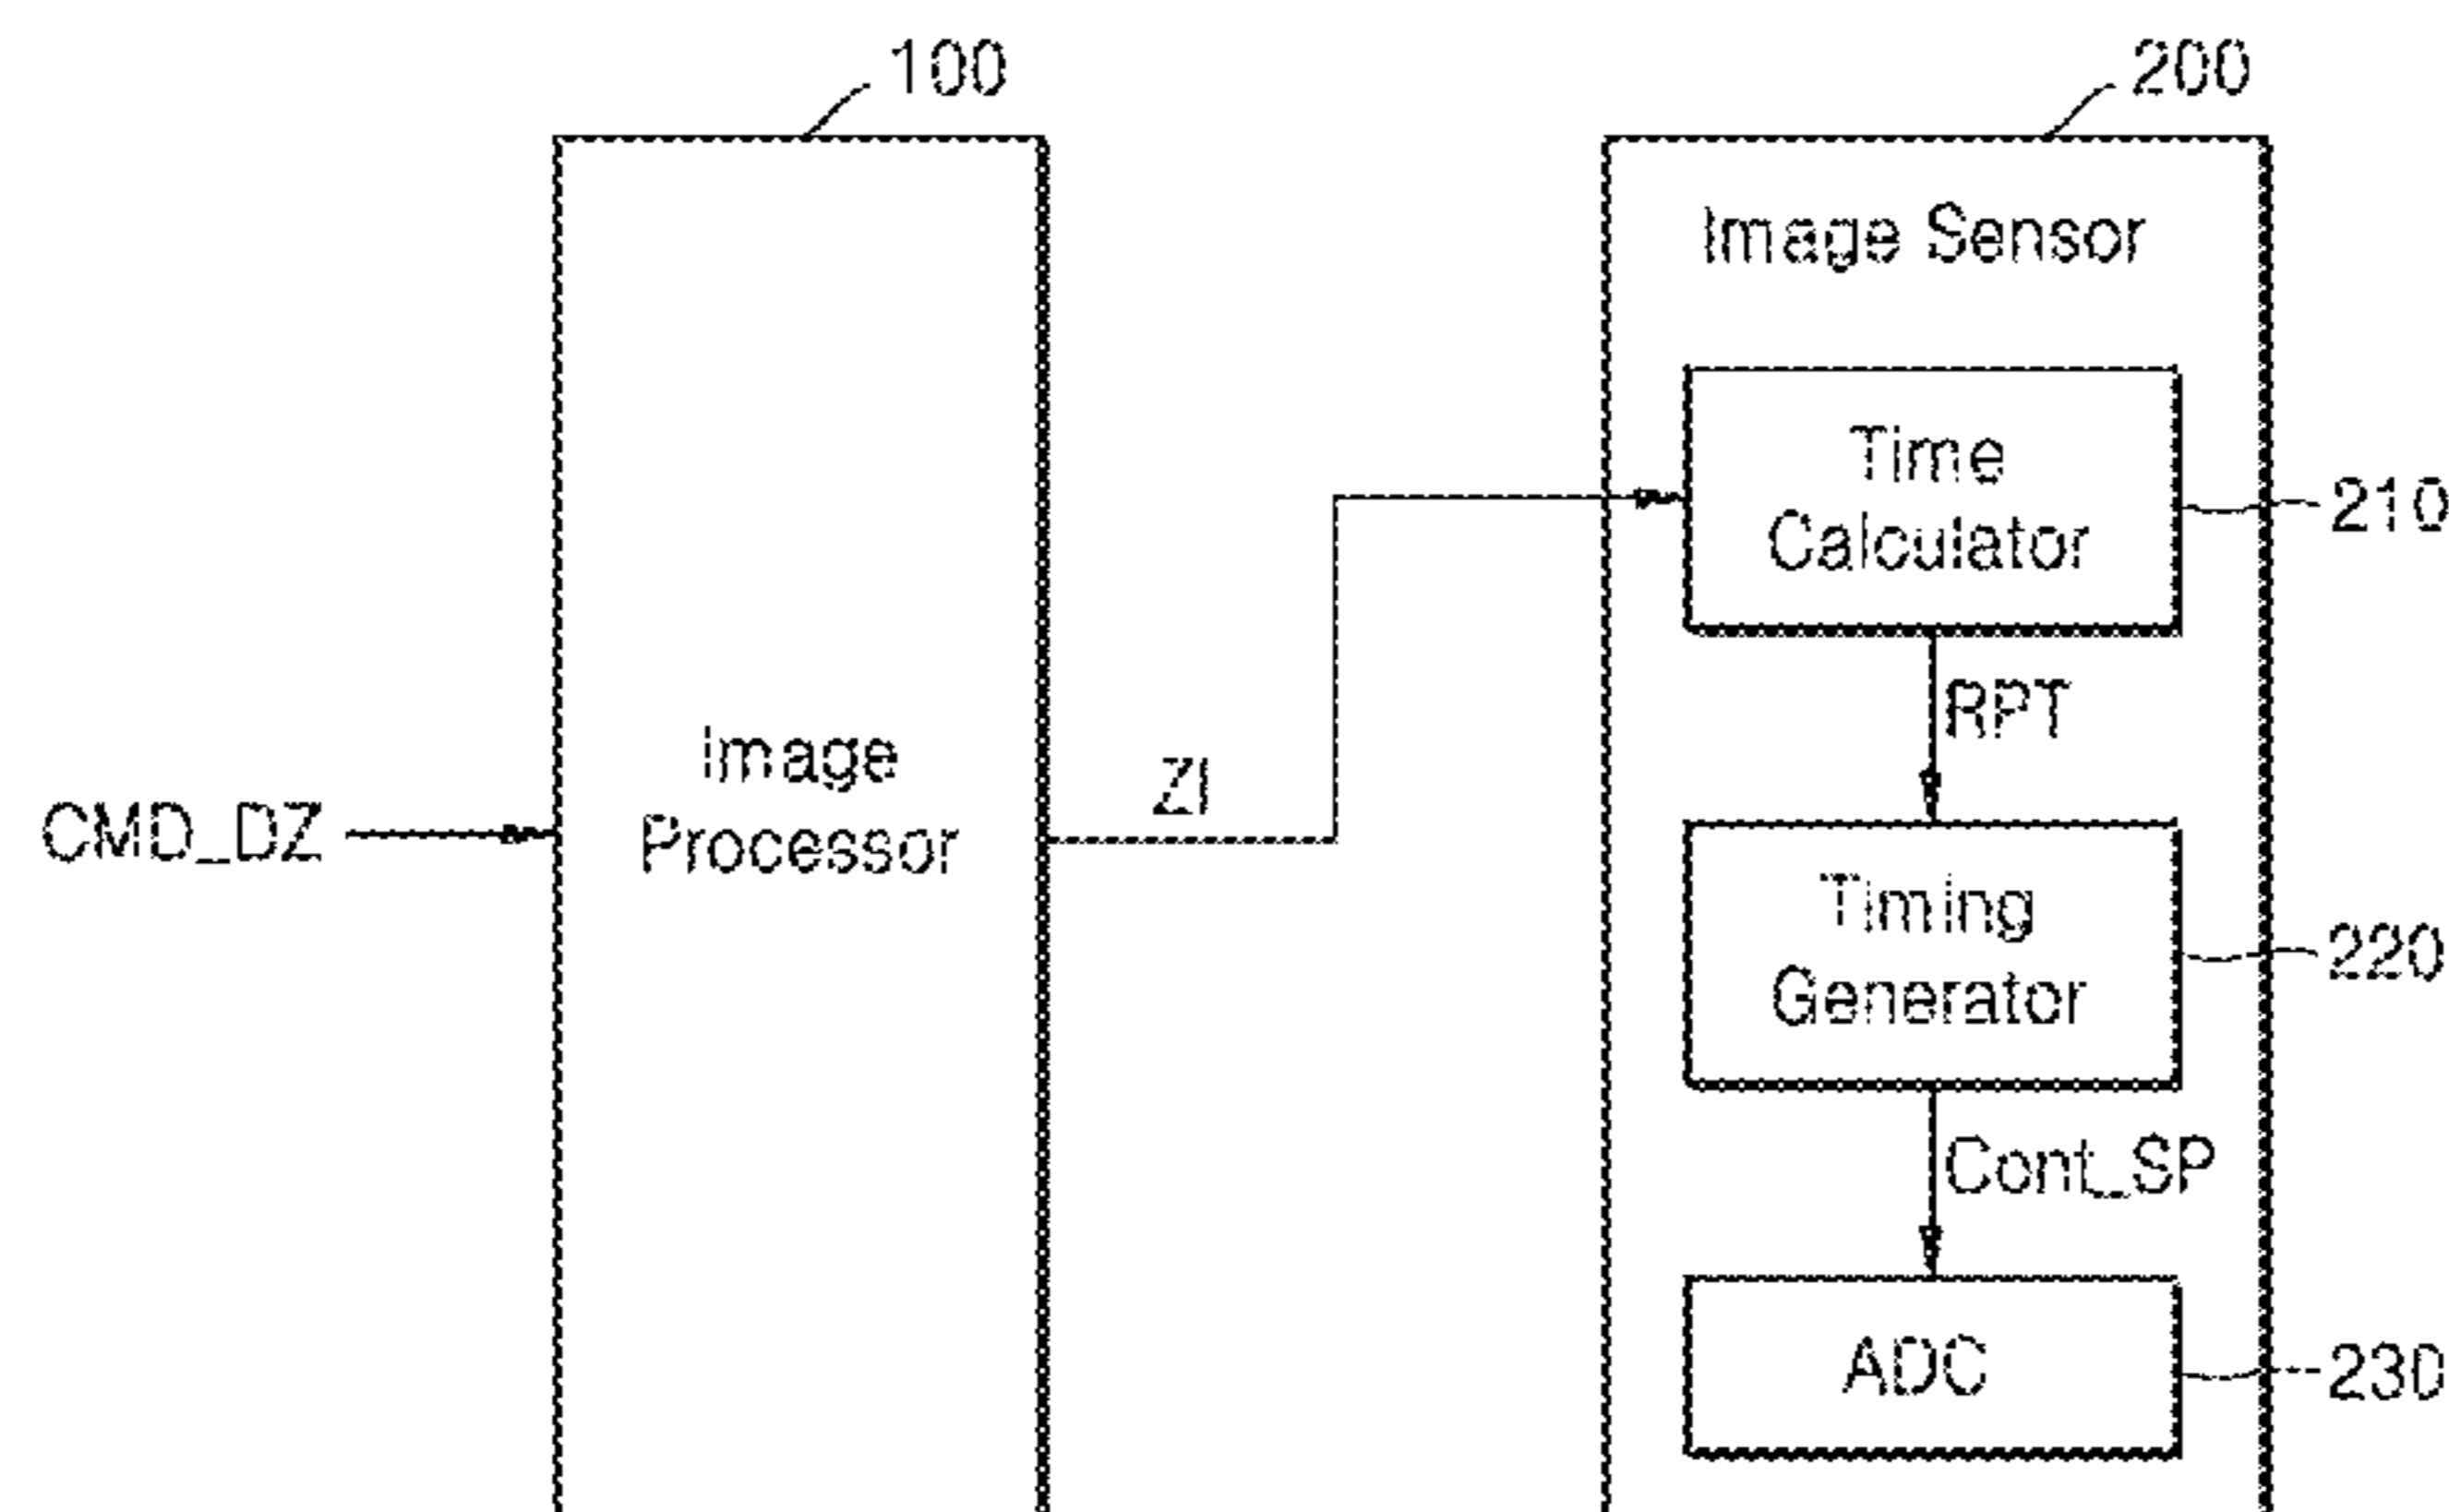 100
200
Image Sensor
Time
Calculator
210
RPT
Image
Processor
ZI
CMD_DZ
Timing
Generator
220
Cont_SP
ADC
230